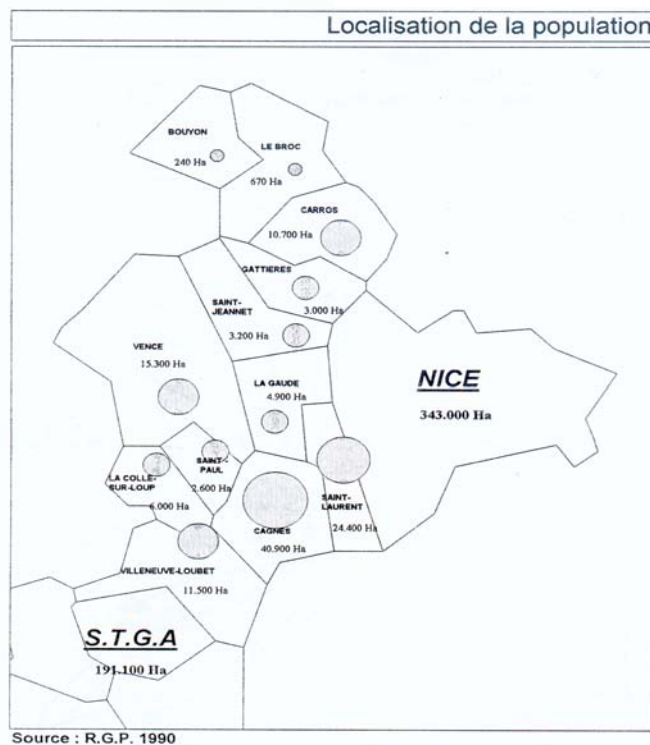 Localisation de la population
BOUYON
240 Ha
LE BROC
670 Ha
CARROS
10.700 Ha
GATTIERES
3.000 Ha
SAINT-
JEANNET
3.200 Ha
VENCE
15.300 Ha
LA GAUDE
4.900 Ha
NICE
343.000 Ha
SAINT-
PAUL
2.600 Ha
LA COLLE-
SUR-LOUP
6.000 Ha
SAINT-
LAURENT
24.400 Ha
CAGNES
40.900 Ha
VILLENEUVE-LOUBET
11.500 Ha
S.T.G.A
191.100 Ha
Source : R.G.P. 1990